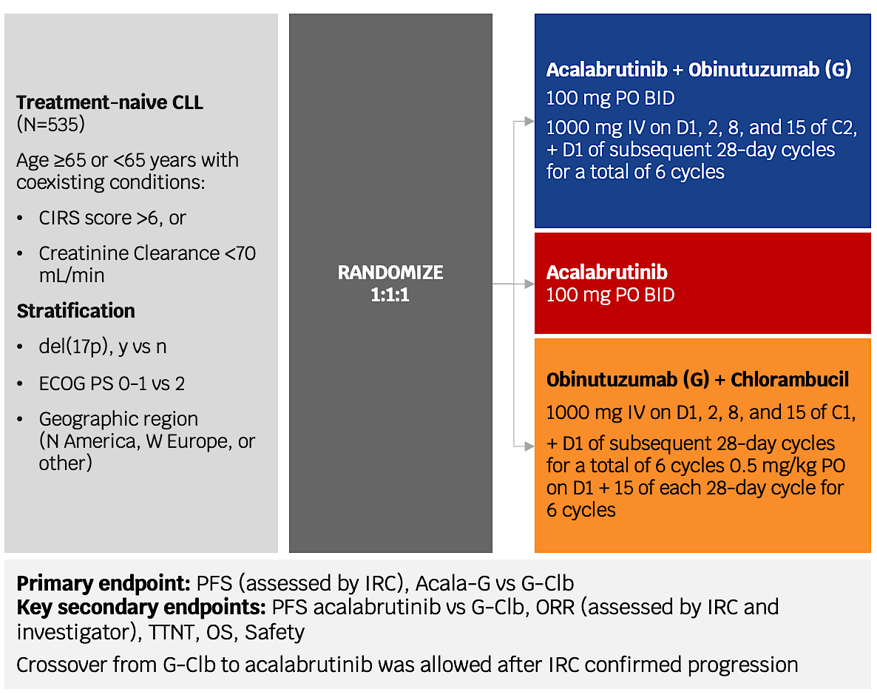 Treatment-naive CLL
(N=535)
Age ≥65 or <65 years with
coexisting conditions:
• CIRS score >6, or
• Creatinine Clearance <70
mL/min
Stratification
• del(17p), y vs n
• ECOG PS 0-1 vs 2
• Geographic region
(N America, W Europe, or
other)
RANDOMIZE
1:1:1
Acalabrutinib + Obinutuzumab (G)
100 mg PO BID
1000 mg IV on D1, 2, 8, and 15 of C2,
+ D1 of subsequent 28-day cycles
for a total of 6 cycles
Acalabrutinib
100 mg PO BID
Obinutuzumab (G) + Chlorambucil
1000 mg IV on D1, 2, 8, and 15 of C1,
+ D1 of subsequent 28-day cycles
for a total of 6 cycles 0.5 mg/kg PO
on D1 + 15 of each 28-day cycle for
6 cycles
Primary endpoint: PFS (assessed by IRC), Acala-G vs G-Clb
Key secondary endpoints: PFS acalabrutinib vs G-Clb, ORR (assessed by IRC and
investigator), TTNT, OS, Safety
Crossover from G-Clb to acalabrutinib was allowed after IRC confirmed progression